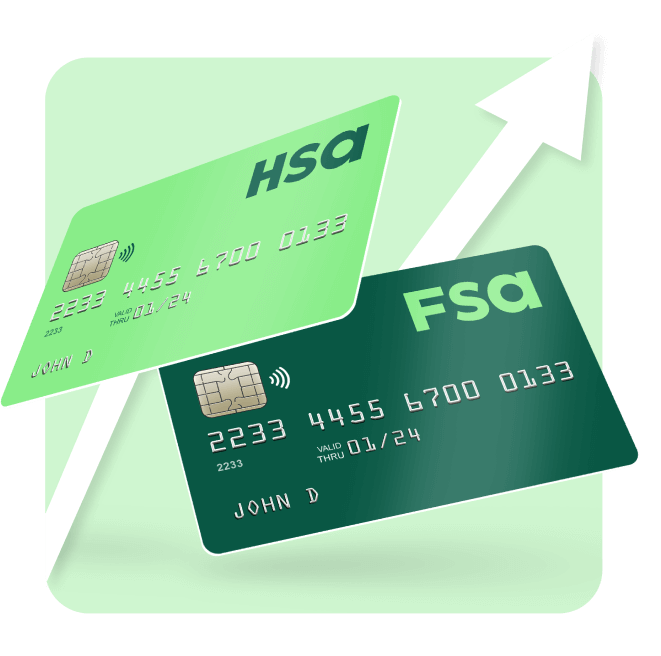 HSA
2233 4455 6700 0133
2233 VALID THRU 01/24
JOHN D
FSA
2233 4455 6700 0133
2233 VALID THRU 01/24
JOHN D